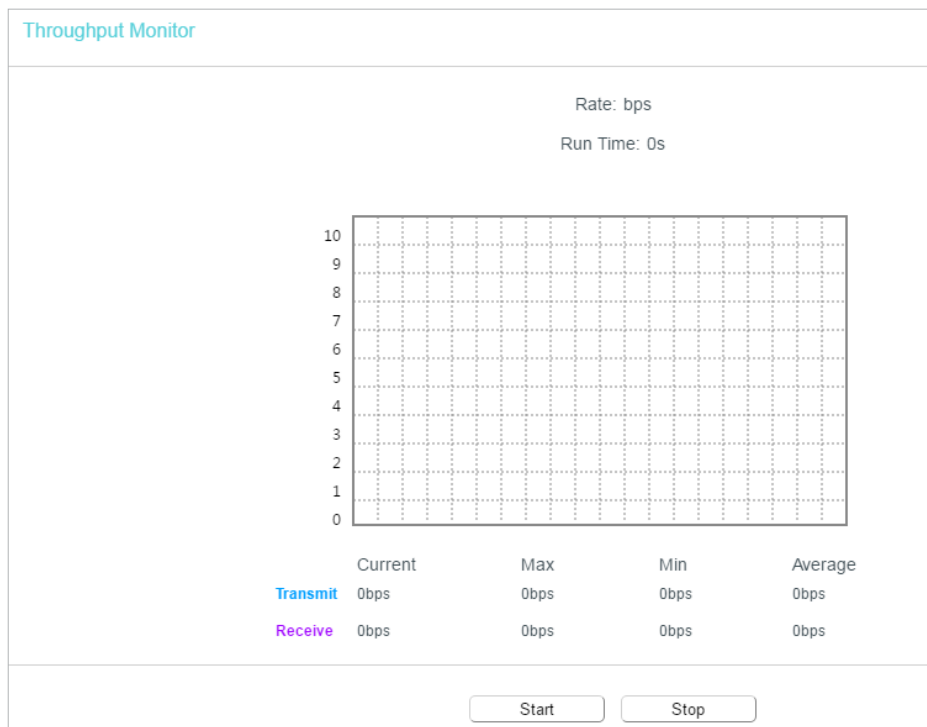 Throughput Monitor
Rate: bps
Run Time: 0s
10
9
8
7
6
5
4
3
2
1
0
Current Max Min Average
Transmit 0bps 0bps 0bps 0bps
Receive 0bps 0bps 0bps 0bps
Start Stop